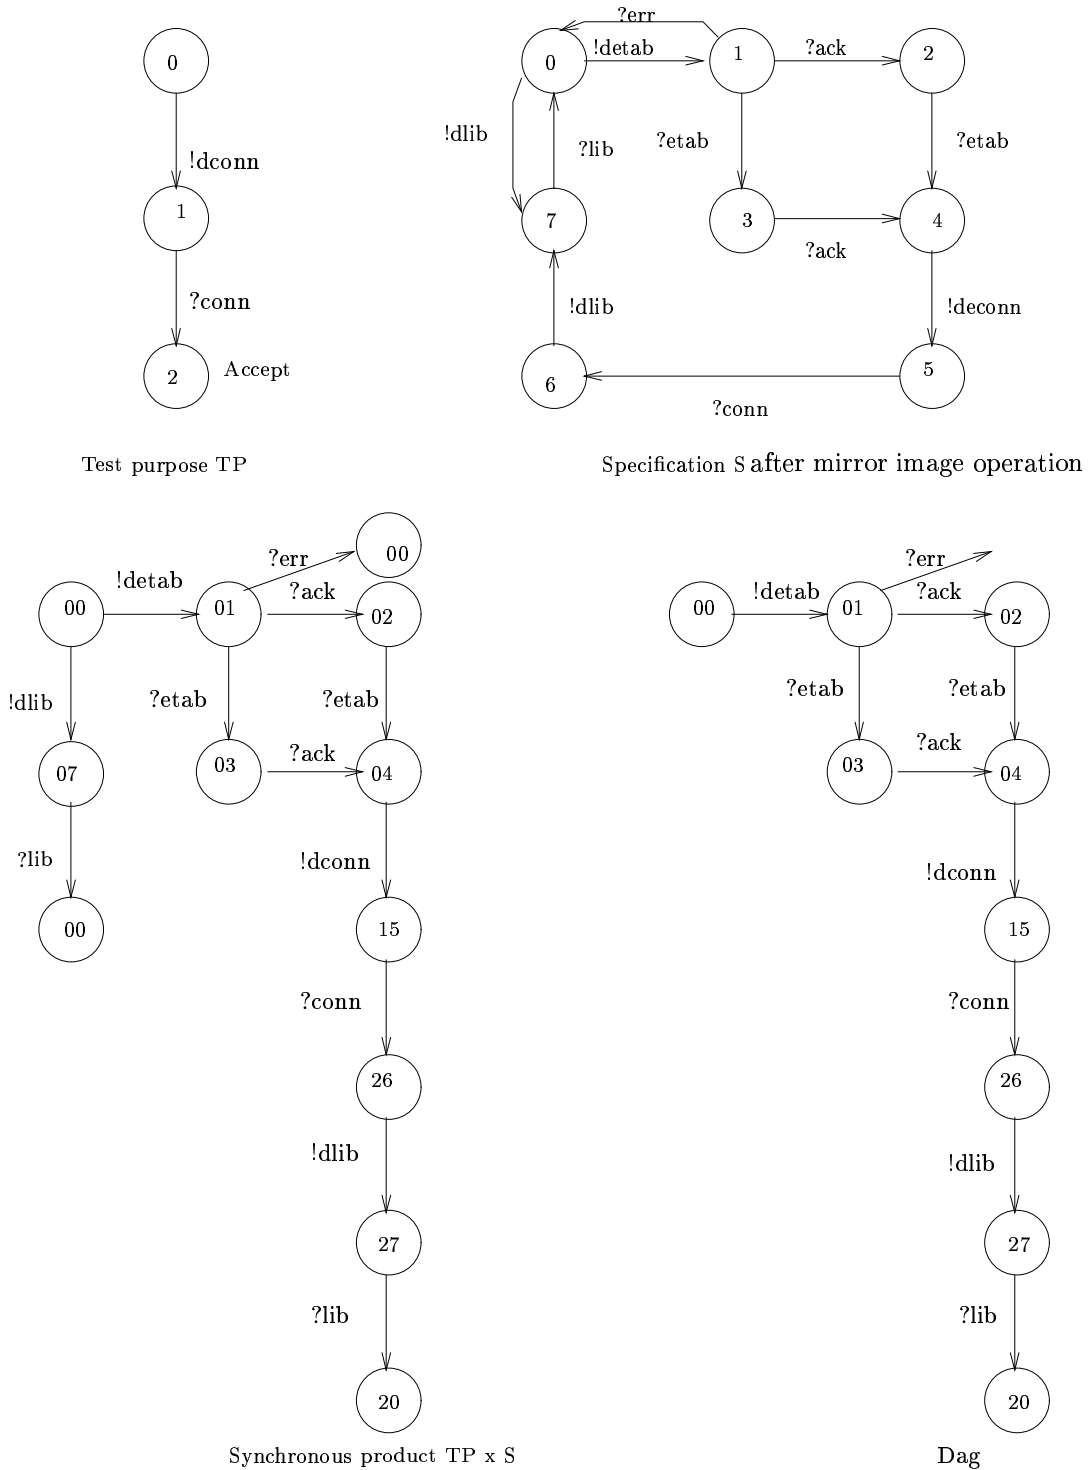 0
!dconn
1
?conn
2
Accept
Test purpose TP
?err
0
!detab
1
?ack
2
!dlib
?lib
?etab
?etab
7
3
?ack
4
!dlib
!deconn
6
?conn
5
Specification S after mirror image operation
00
?err
!detab
?ack
00
01
02
!dlib
?etab
?etab
07
03
?ack
04
?lib
!dconn
00
15
?conn
26
!dlib
27
?lib
20
Synchronous product TP x S
?err
!detab
?ack
00
01
02
?etab
?etab
03
?ack
04
!dconn
15
?conn
26
!dlib
27
?lib
20
Dag